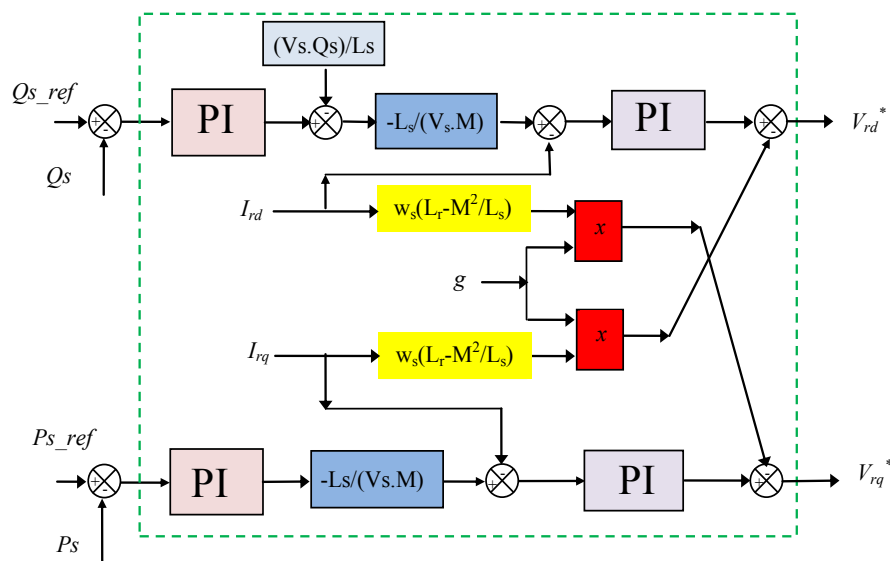 (Vs.Qs)/Ls
Qs_ref
+
-
PI
+
-
-Ls/(Vs.M)
+
-
PI
+
-
Vrd*
Qs
Ird
ws(Lr-M²/Ls)
x
g
x
Irq
ws(Lr-M²/Ls)
Ps_ref
+
-
PI
-Ls/(Vs.M)
+
-
PI
+
-
Vrq*
Ps